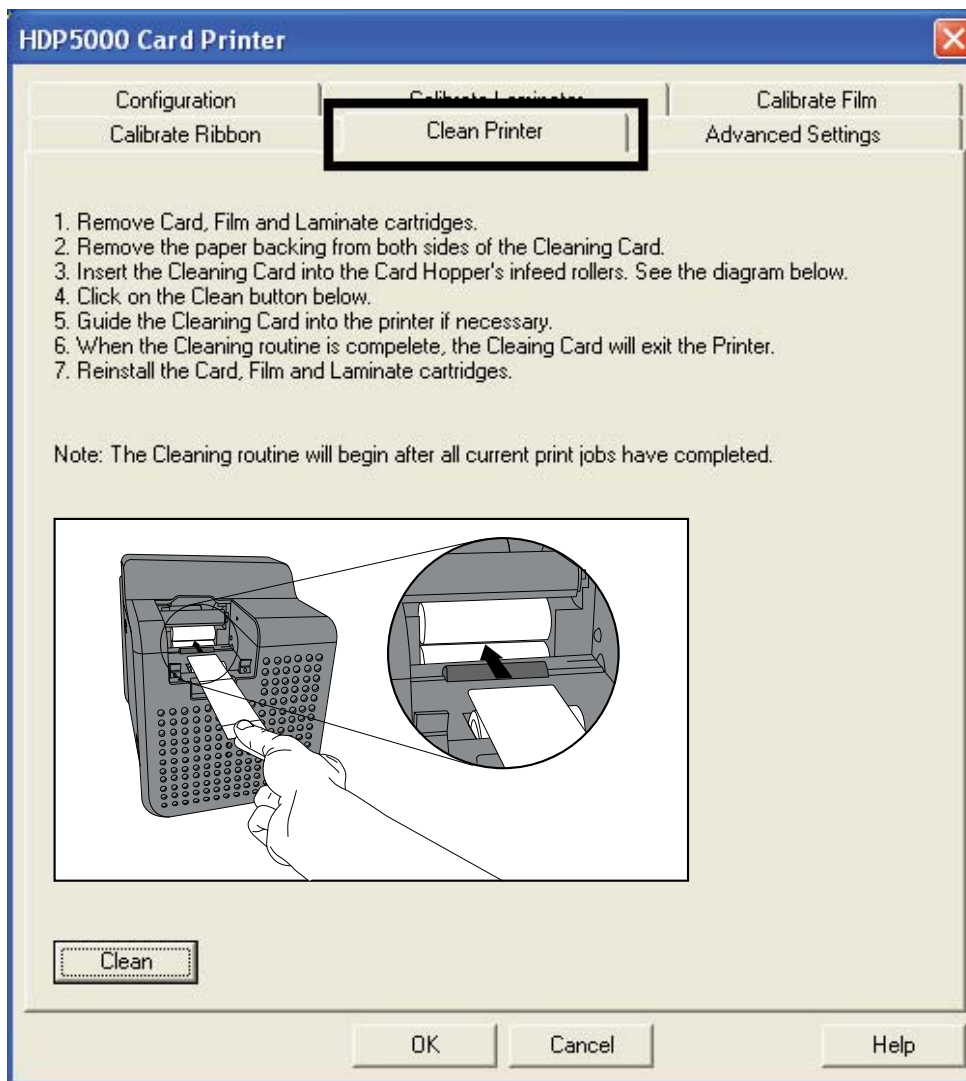 HDP5000 Card Printer
Configuration
Calibrate Laminator
Calibrate Film
Calibrate Ribbon
Clean Printer
Advanced Settings
1. Remove Card, Film and Laminate cartridges.
2. Remove the paper backing from both sides of the Cleaning Card.
3. Insert the Cleaning Card into the Card Hopper's infeed rollers. See the diagram below.
4. Click on the Clean button below.
5. Guide the Cleaning Card into the printer if necessary.
6. When the Cleaning routine is compelete, the Cleaing Card will exit the Printer.
7. Reinstall the Card, Film and Laminate cartridges.
Note: The Cleaning routine will begin after all current print jobs have completed.
Clean
OK
Cancel
Help